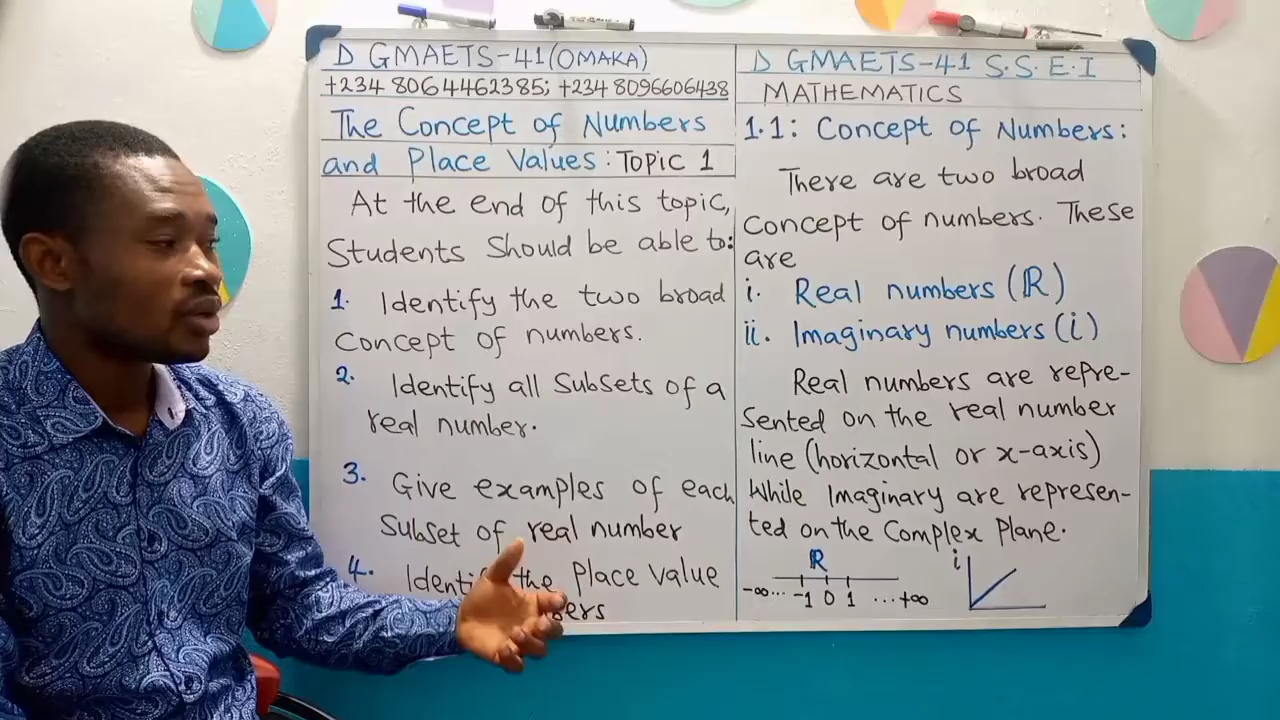 D GMAETS-41(OMAKA)
+234 8064462385; +234 8096606438
The Concept of Numbers
and Place Values: Topic 1
At the end of this topic,
Students Should be able to:
1. Identify the two broad
Concept of numbers.
2. Identify all Subsets of a
real number.
3. Give examples of each
Subset of real number
4. the Place Value
D GMAETS-41 S.S.E.I
MATHEMATICS
1.1: Concept of Numbers:
There are two broad
Concept of numbers. These
are
i. Real numbers (ℝ)
ii. Imaginary numbers (i)
Real numbers are repre-
Sented on the real number
line (horizontal or x-axis)
While Imaginary are represen-
ted on the Complex Plane.
ℝ
-∞... -1 0 1 ...+∞
i